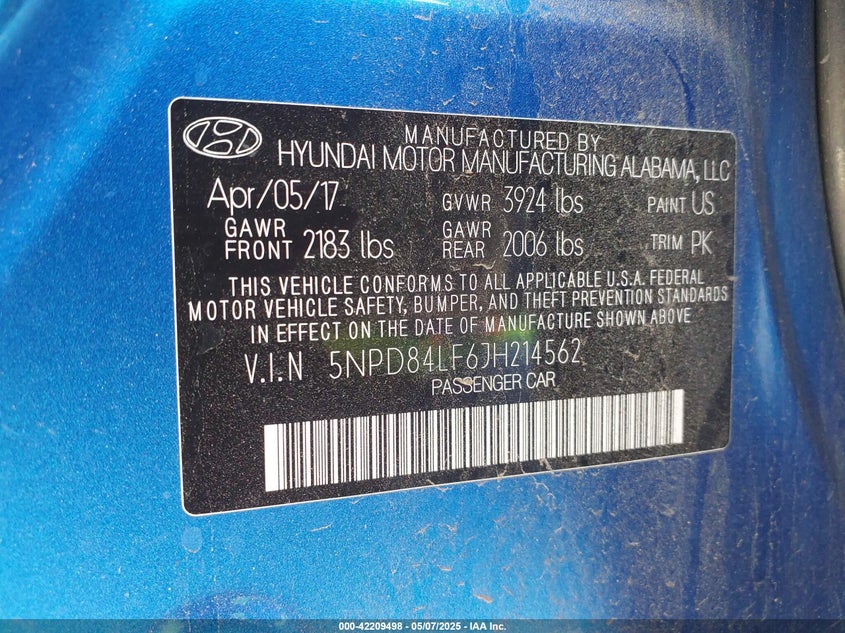 MANUFACTURED BY
HYUNDAI MOTOR MANUFACTURING ALABAMA, LLC
Apr/05/17 GVWR 3924 lbs PAINT US
GAWR FRONT 2183 lbs GAWR REAR 2006 lbs TRIM PK
THIS VEHICLE CONFORMS TO ALL APPLICABLE U.S.A. FEDERAL
MOTOR VEHICLE SAFETY, BUMPER, AND THEFT PREVENTION STANDARDS
IN EFFECT ON THE DATE OF MANUFACTURE SHOWN ABOVE
V.I.N 5NPD84LF6JH214562
PASSENGER CAR
000-42209498 - 05/07/2025 - IAA Inc.